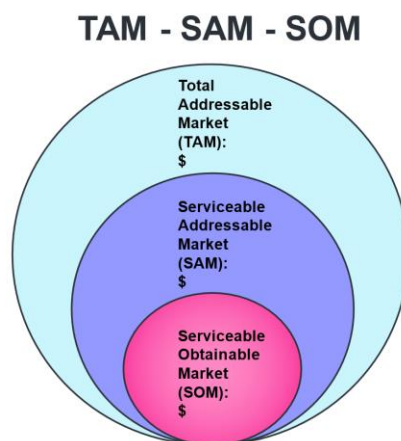 TAM - SAM - SOM
Total
Addressable
Market
(TAM):
$
Serviceable
Addressable
Market
(SAM):
$
Serviceable
Obtainable
Market
(SOM):
$